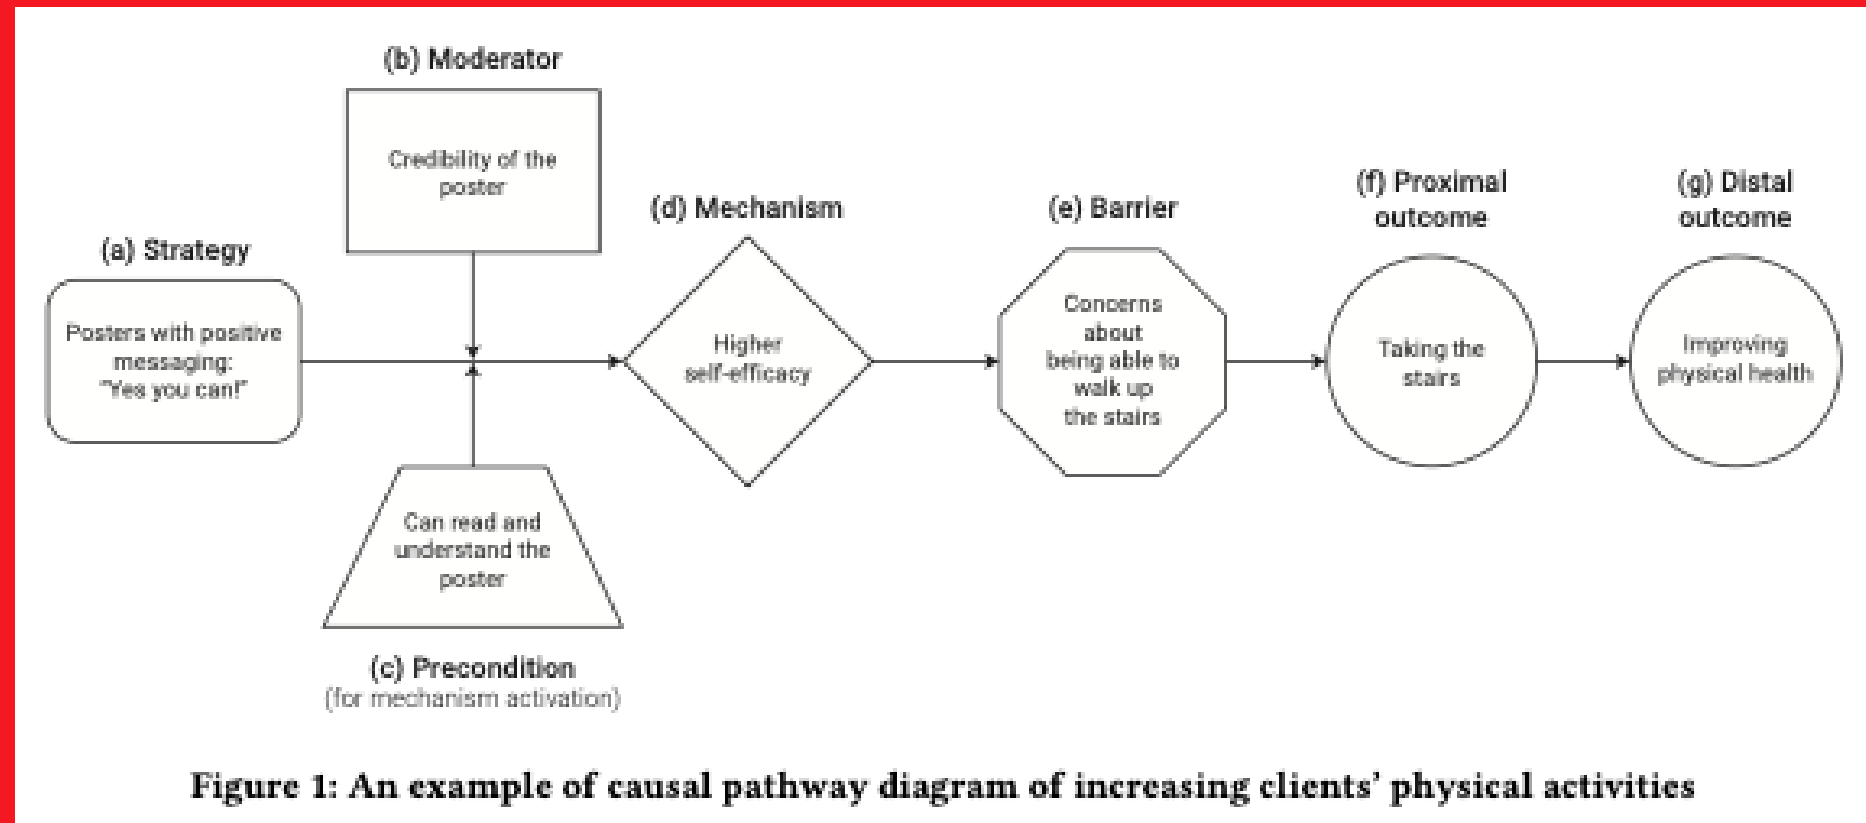 (b) Moderator
Credibility of the
poster
(a) Strategy
Posters with positive
messaging:
"Yes you can!"
(c) Precondition
(for mechanism activation)
Can read and
understand the
poster
(d) Mechanism
Higher
self-efficacy
(e) Barrier
Concerns
about
being able to
walk up
the stairs
(f) Proximal
outcome
Taking the
stairs
(g) Distal
outcome
Improving
physical health
Figure 1: An example of causal pathway diagram of increasing clients' physical activities